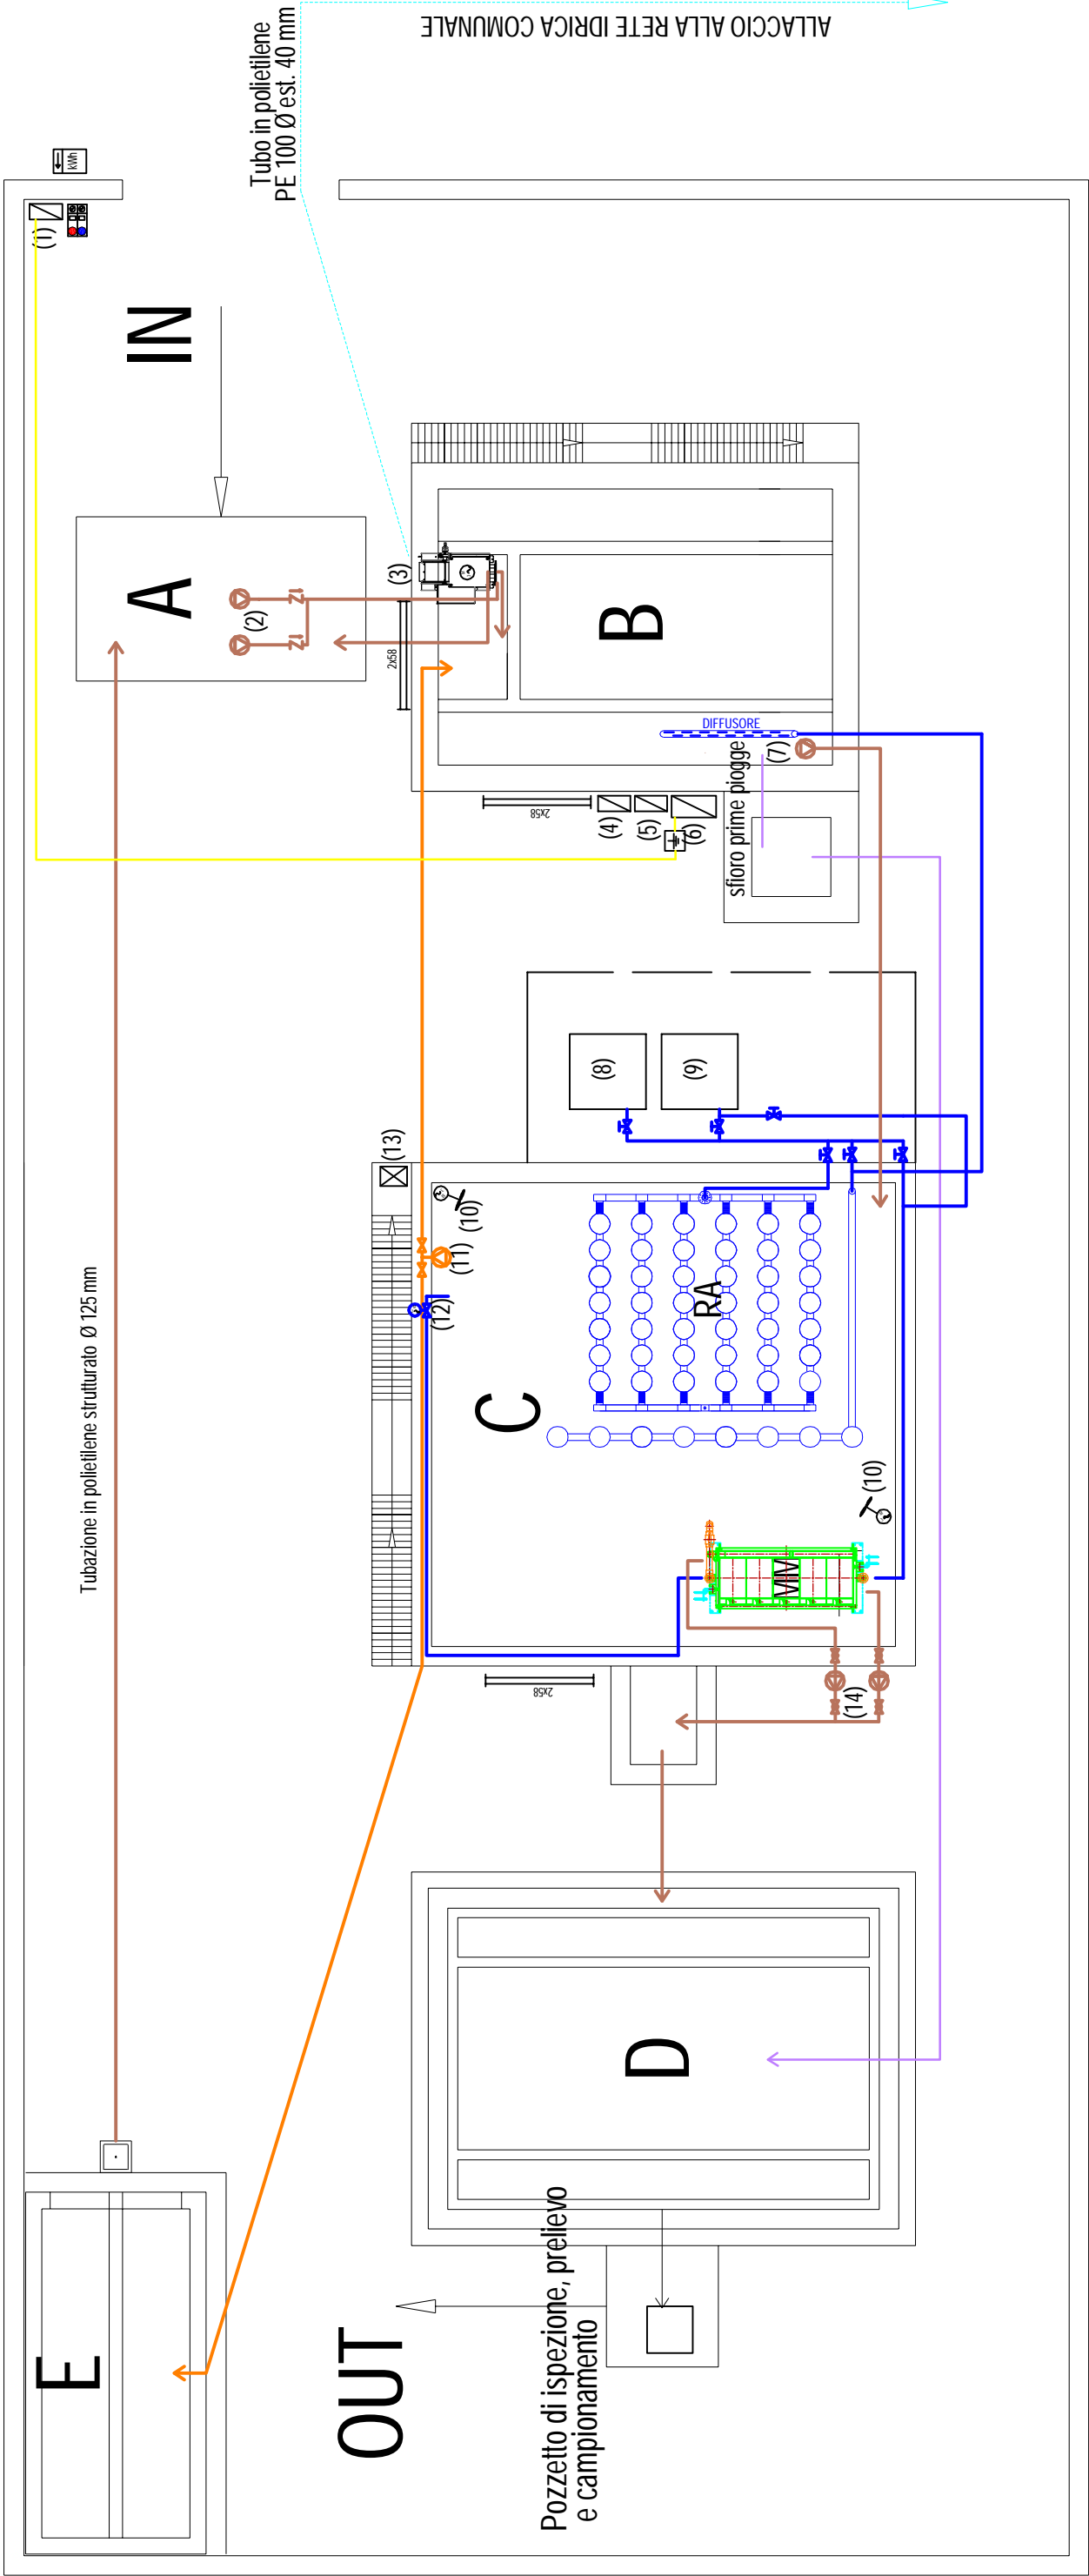 ALLACCIO ALLA RETE IDRICA COMUNALE
Tubo in polietilene
PE 100 Ø est. 40 mm
kWh
(1)
IN
A
(2)
(3)
2x58
B
DIFFUSORE
(7)
sfioro prime piogge
2x58
(4)
(5)
(6)
(8)
(9)
(13)
(10)
(11)
(12)
RA
C
(10)
MM
(14)
2x58
Tubazione in polietilene strutturato Ø 125 mm
D
E
OUT
Pozzetto di ispezione, prelievo
e campionamento